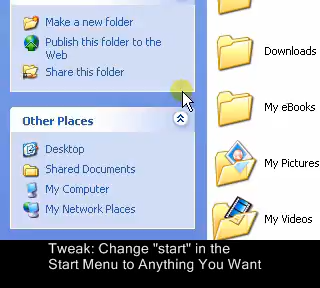 Make a new folder
Publish this folder to the
Web
Share this folder
Other Places
Desktop
Shared Documents
My Computer
My Network Places
Downloads
My eBooks
My Pictures
My Videos
Tweak: Change "start" in the
Start Menu to Anything You Want